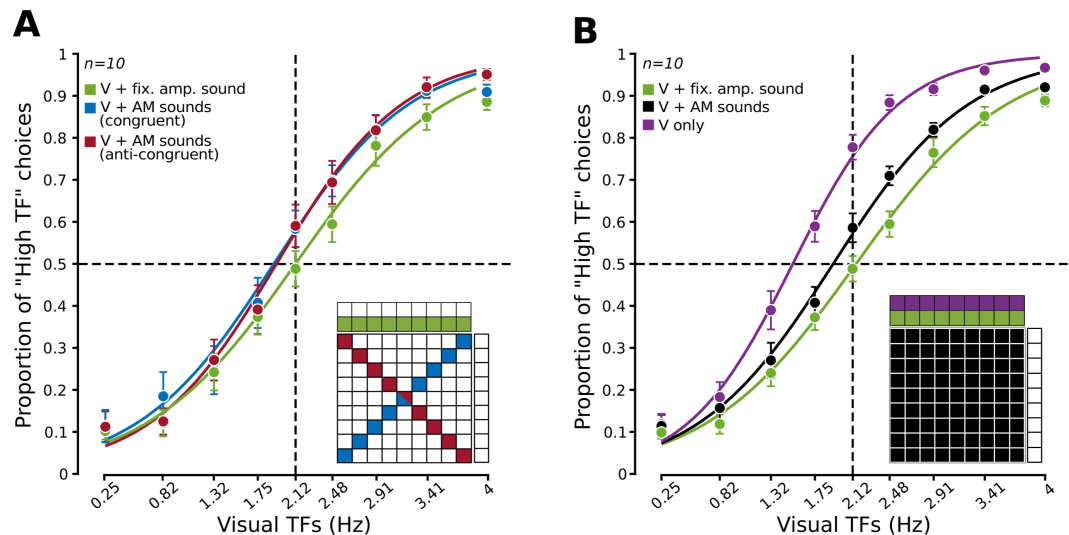 A
n=10
V + fix. amp. sound
V + AM sounds
(congruent)
V + AM sounds
(anti-congruent)
Proportion of "High TF" choices
1
0.9
0.8
0.7
0.6
0.5
0.4
0.3
0.2
0.1
0
0.25 0.82 1.32 1.75 2.12 2.48 2.91 3.41 4
Visual TFs (Hz)
B
n=10
V + fix. amp. sound
V + AM sounds
V only
Proportion of "High TF" choices
1
0.9
0.8
0.7
0.6
0.5
0.4
0.3
0.2
0.1
0
0.25 0.82 1.32 1.75 2.12 2.48 2.91 3.41 4
Visual TFs (Hz)